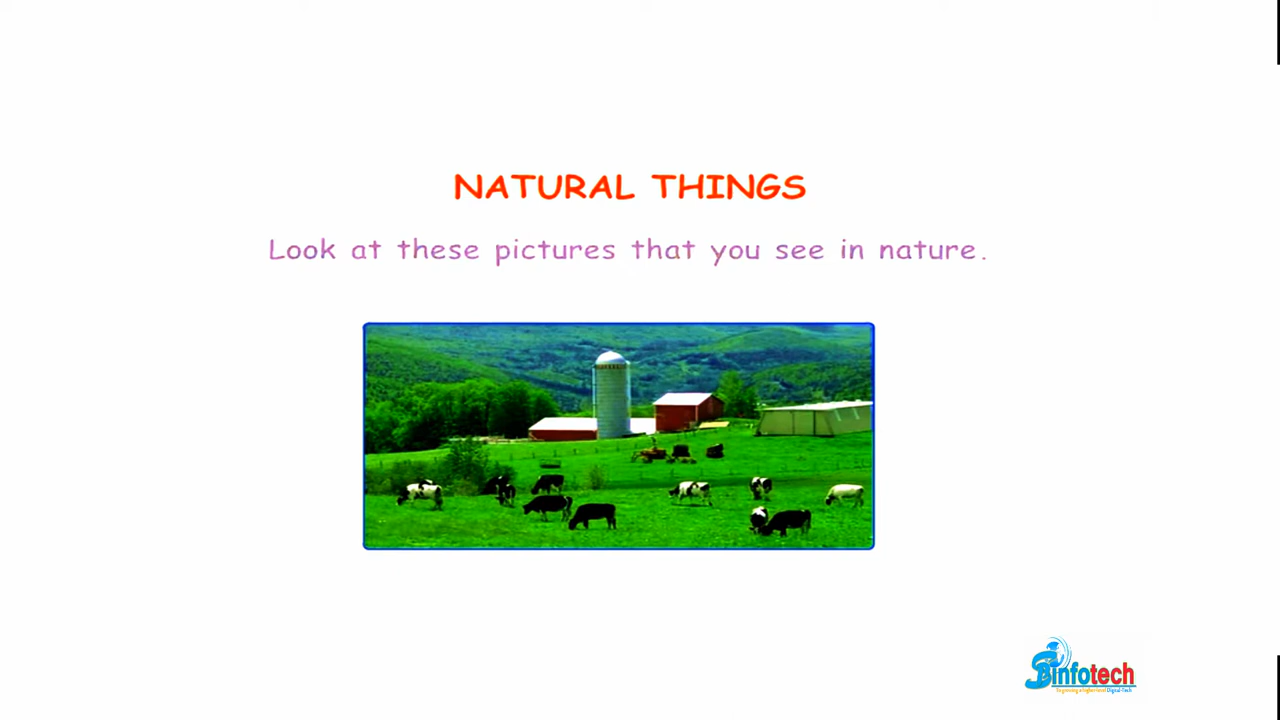 NATURAL THINGS
Look at these pictures that you see in nature.
infotech